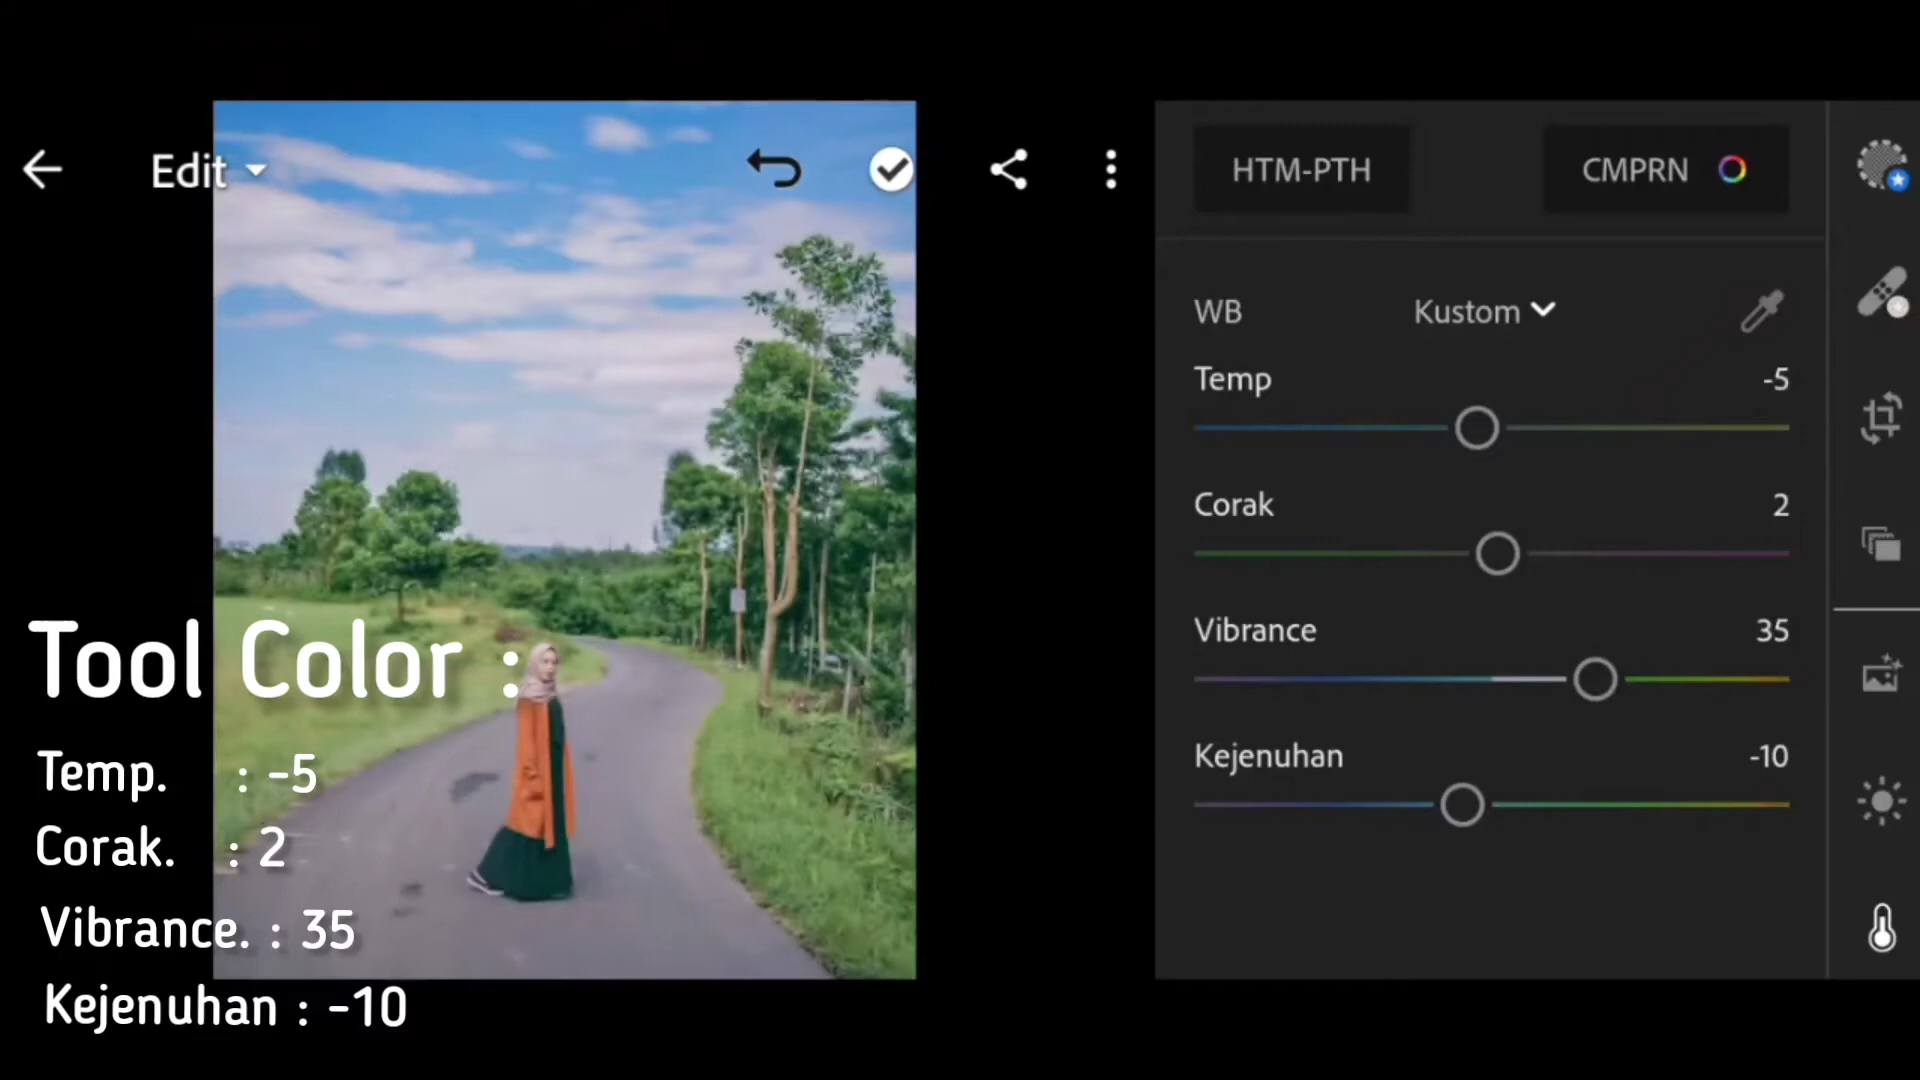 Edit
HTM-PTH
CMPRN
WB Kustom
Temp -5
Corak 2
Vibrance 35
Kejenuhan -10
Tool Color :
Temp. : -5
Corak. : 2
Vibrance. : 35
Kejenuhan : -10